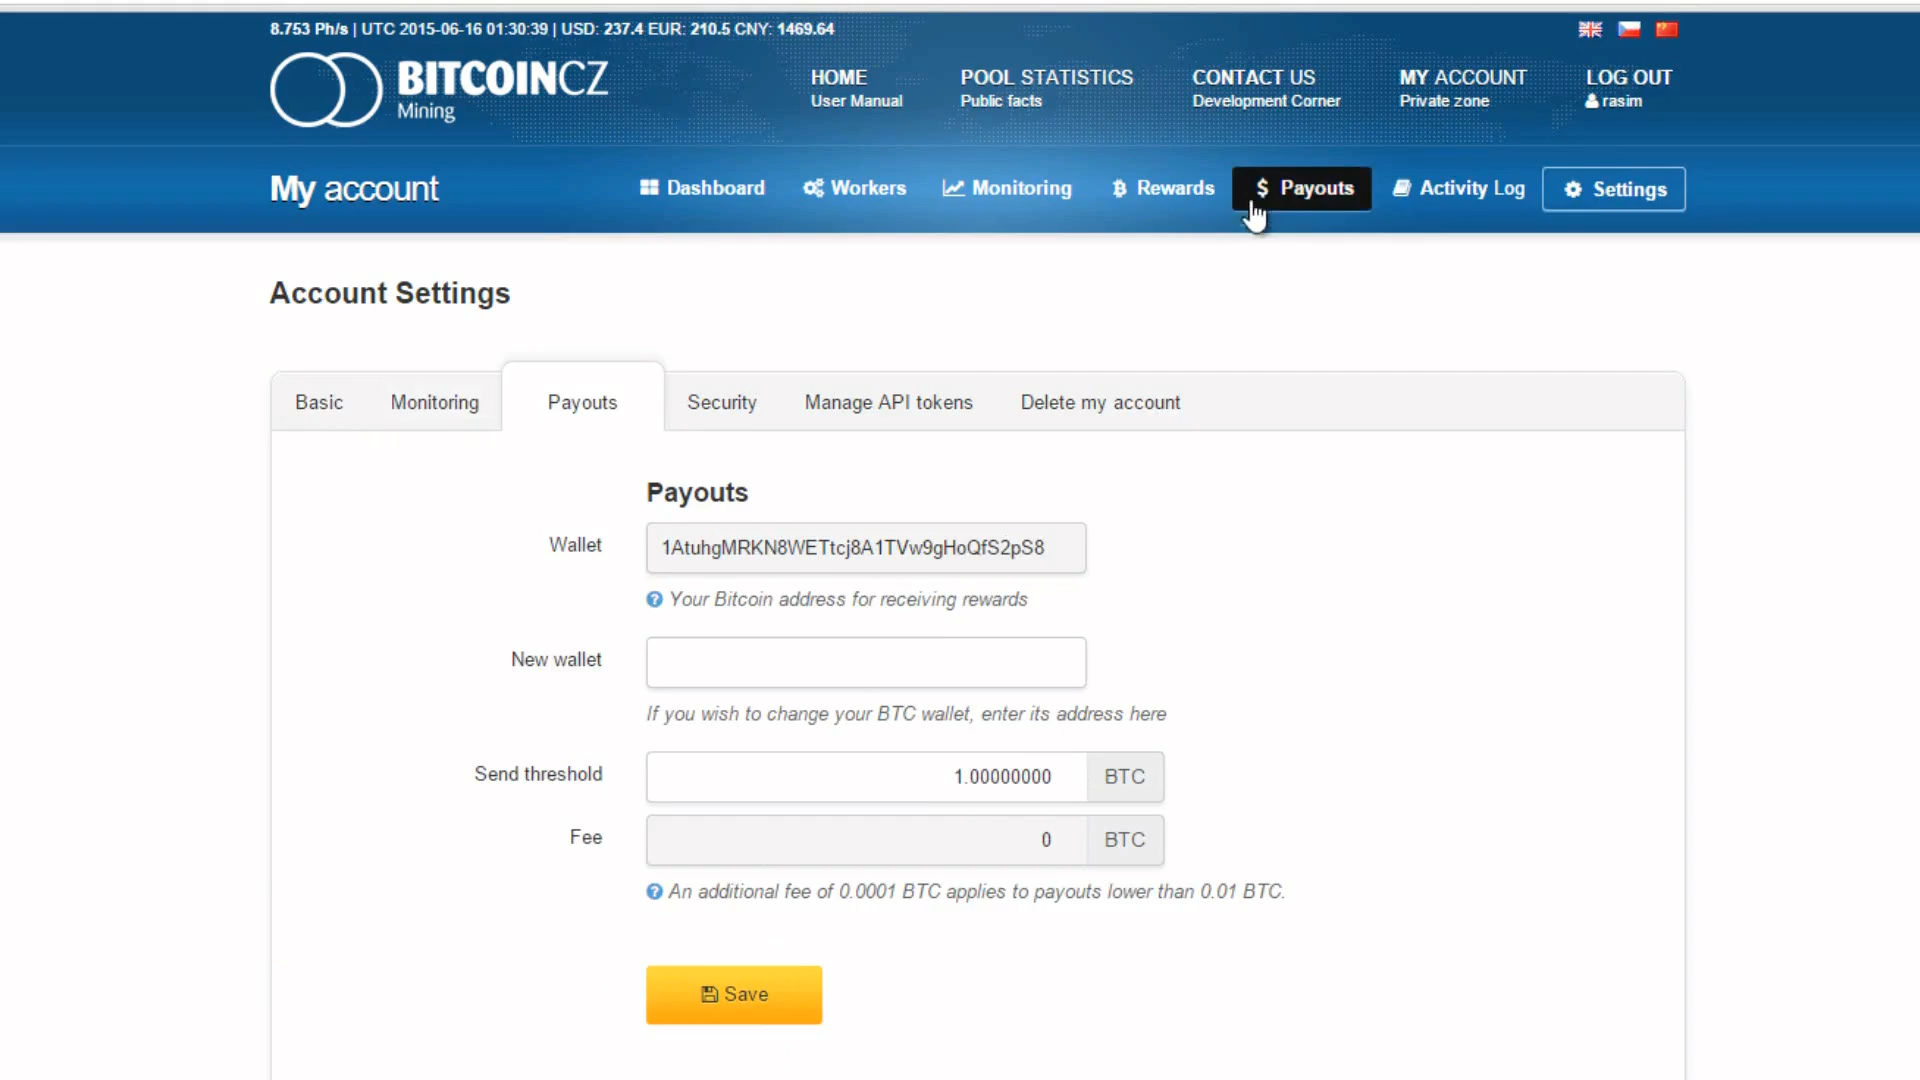 8.753 Ph/s | UTC 2015-06-16 01:30:39 | USD: 237.4 EUR: 210.5 CNY: 1469.64
BITCOINCZ
Mining
HOME
User Manual
POOL STATISTICS
Public facts
CONTACT US
Development Corner
MY ACCOUNT
Private zone
LOG OUT
rasim
My account
Dashboard
Workers
Monitoring
Rewards
$ Payouts
Activity Log
Settings
Account Settings
Basic
Monitoring
Payouts
Security
Manage API tokens
Delete my account
Payouts
Wallet
1AtuhgMRKN8WETtcj8A1TVw9gHoQfS2pS8
Your Bitcoin address for receiving rewards
New wallet
If you wish to change your BTC wallet, enter its address here
Send threshold
1.00000000 BTC
Fee
0 BTC
An additional fee of 0.0001 BTC applies to payouts lower than 0.01 BTC.
Save